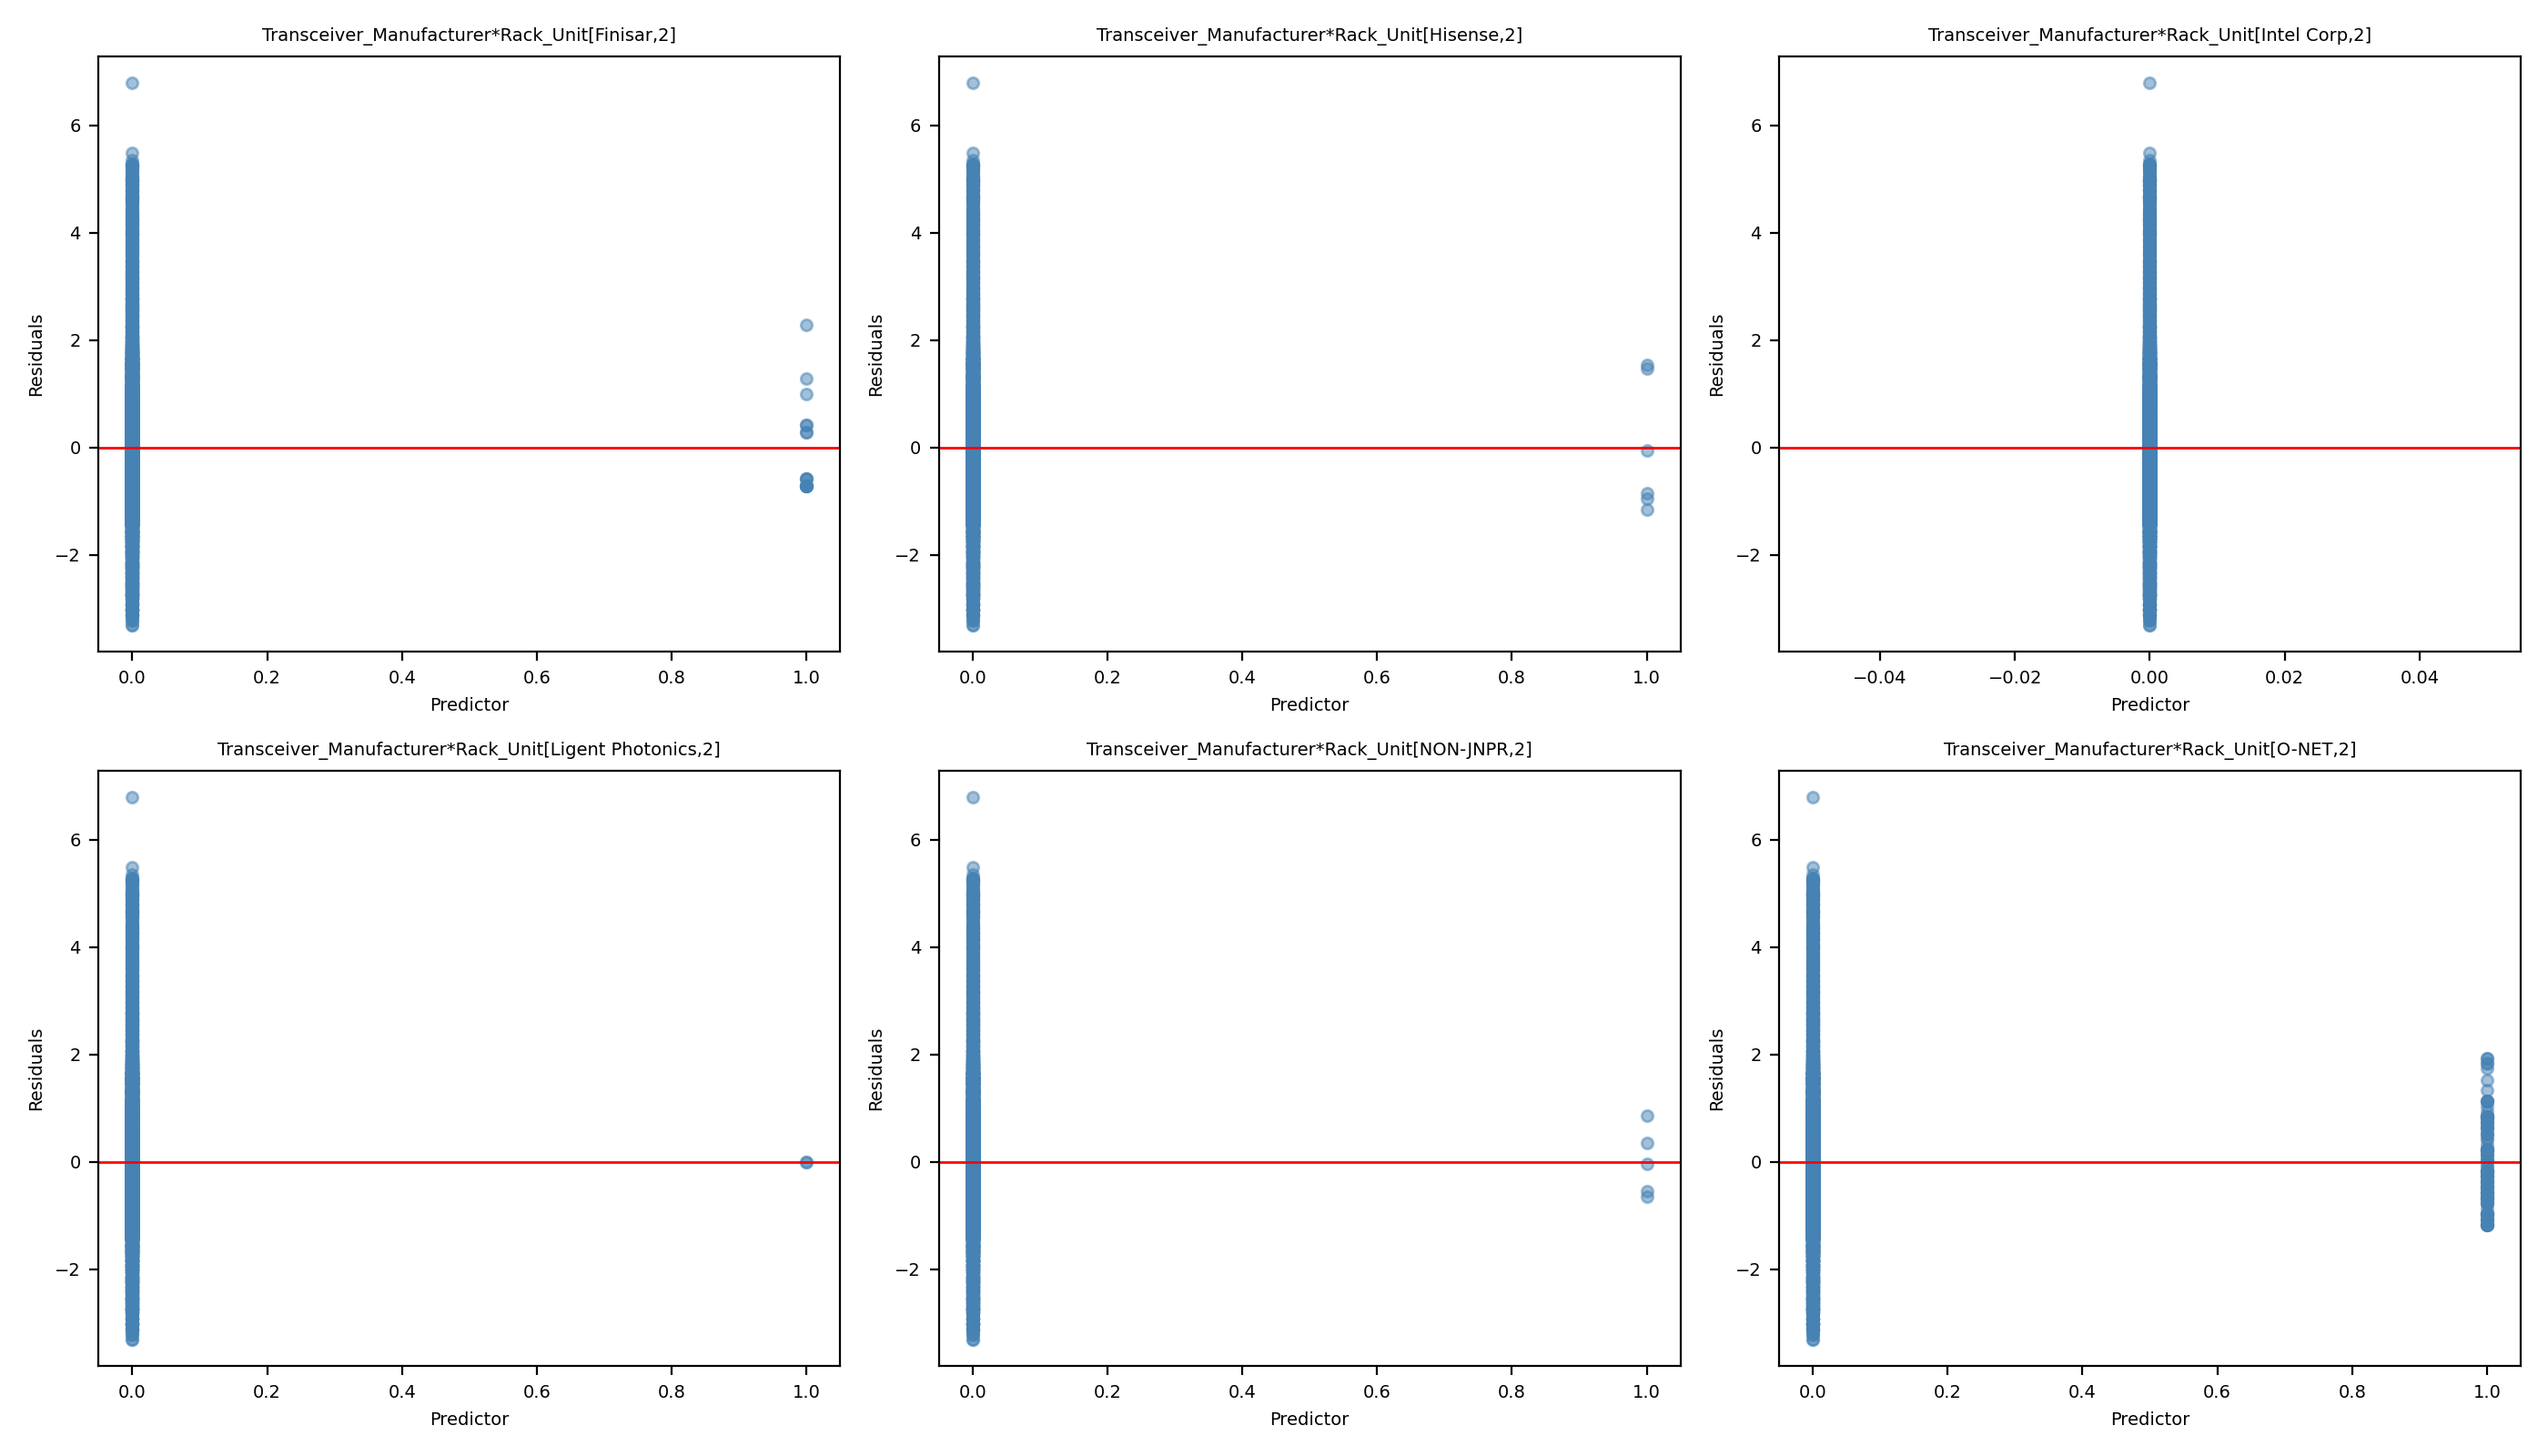 Transceiver_Manufacturer*Rack_Unit[Finisar,2]
Residuals
6
4
2
0
−2
0.0 0.2 0.4 0.6 0.8 1.0
Predictor
Transceiver_Manufacturer*Rack_Unit[Hisense,2]
Residuals
6
4
2
0
−2
0.0 0.2 0.4 0.6 0.8 1.0
Predictor
Transceiver_Manufacturer*Rack_Unit[Intel Corp,2]
Residuals
6
4
2
0
−2
−0.04 −0.02 0.00 0.02 0.04
Predictor
Transceiver_Manufacturer*Rack_Unit[Ligent Photonics,2]
Residuals
6
4
2
0
−2
0.0 0.2 0.4 0.6 0.8 1.0
Predictor
Transceiver_Manufacturer*Rack_Unit[NON-JNPR,2]
Residuals
6
4
2
0
−2
0.0 0.2 0.4 0.6 0.8 1.0
Predictor
Transceiver_Manufacturer*Rack_Unit[O-NET,2]
Residuals
6
4
2
0
−2
0.0 0.2 0.4 0.6 0.8 1.0
Predictor